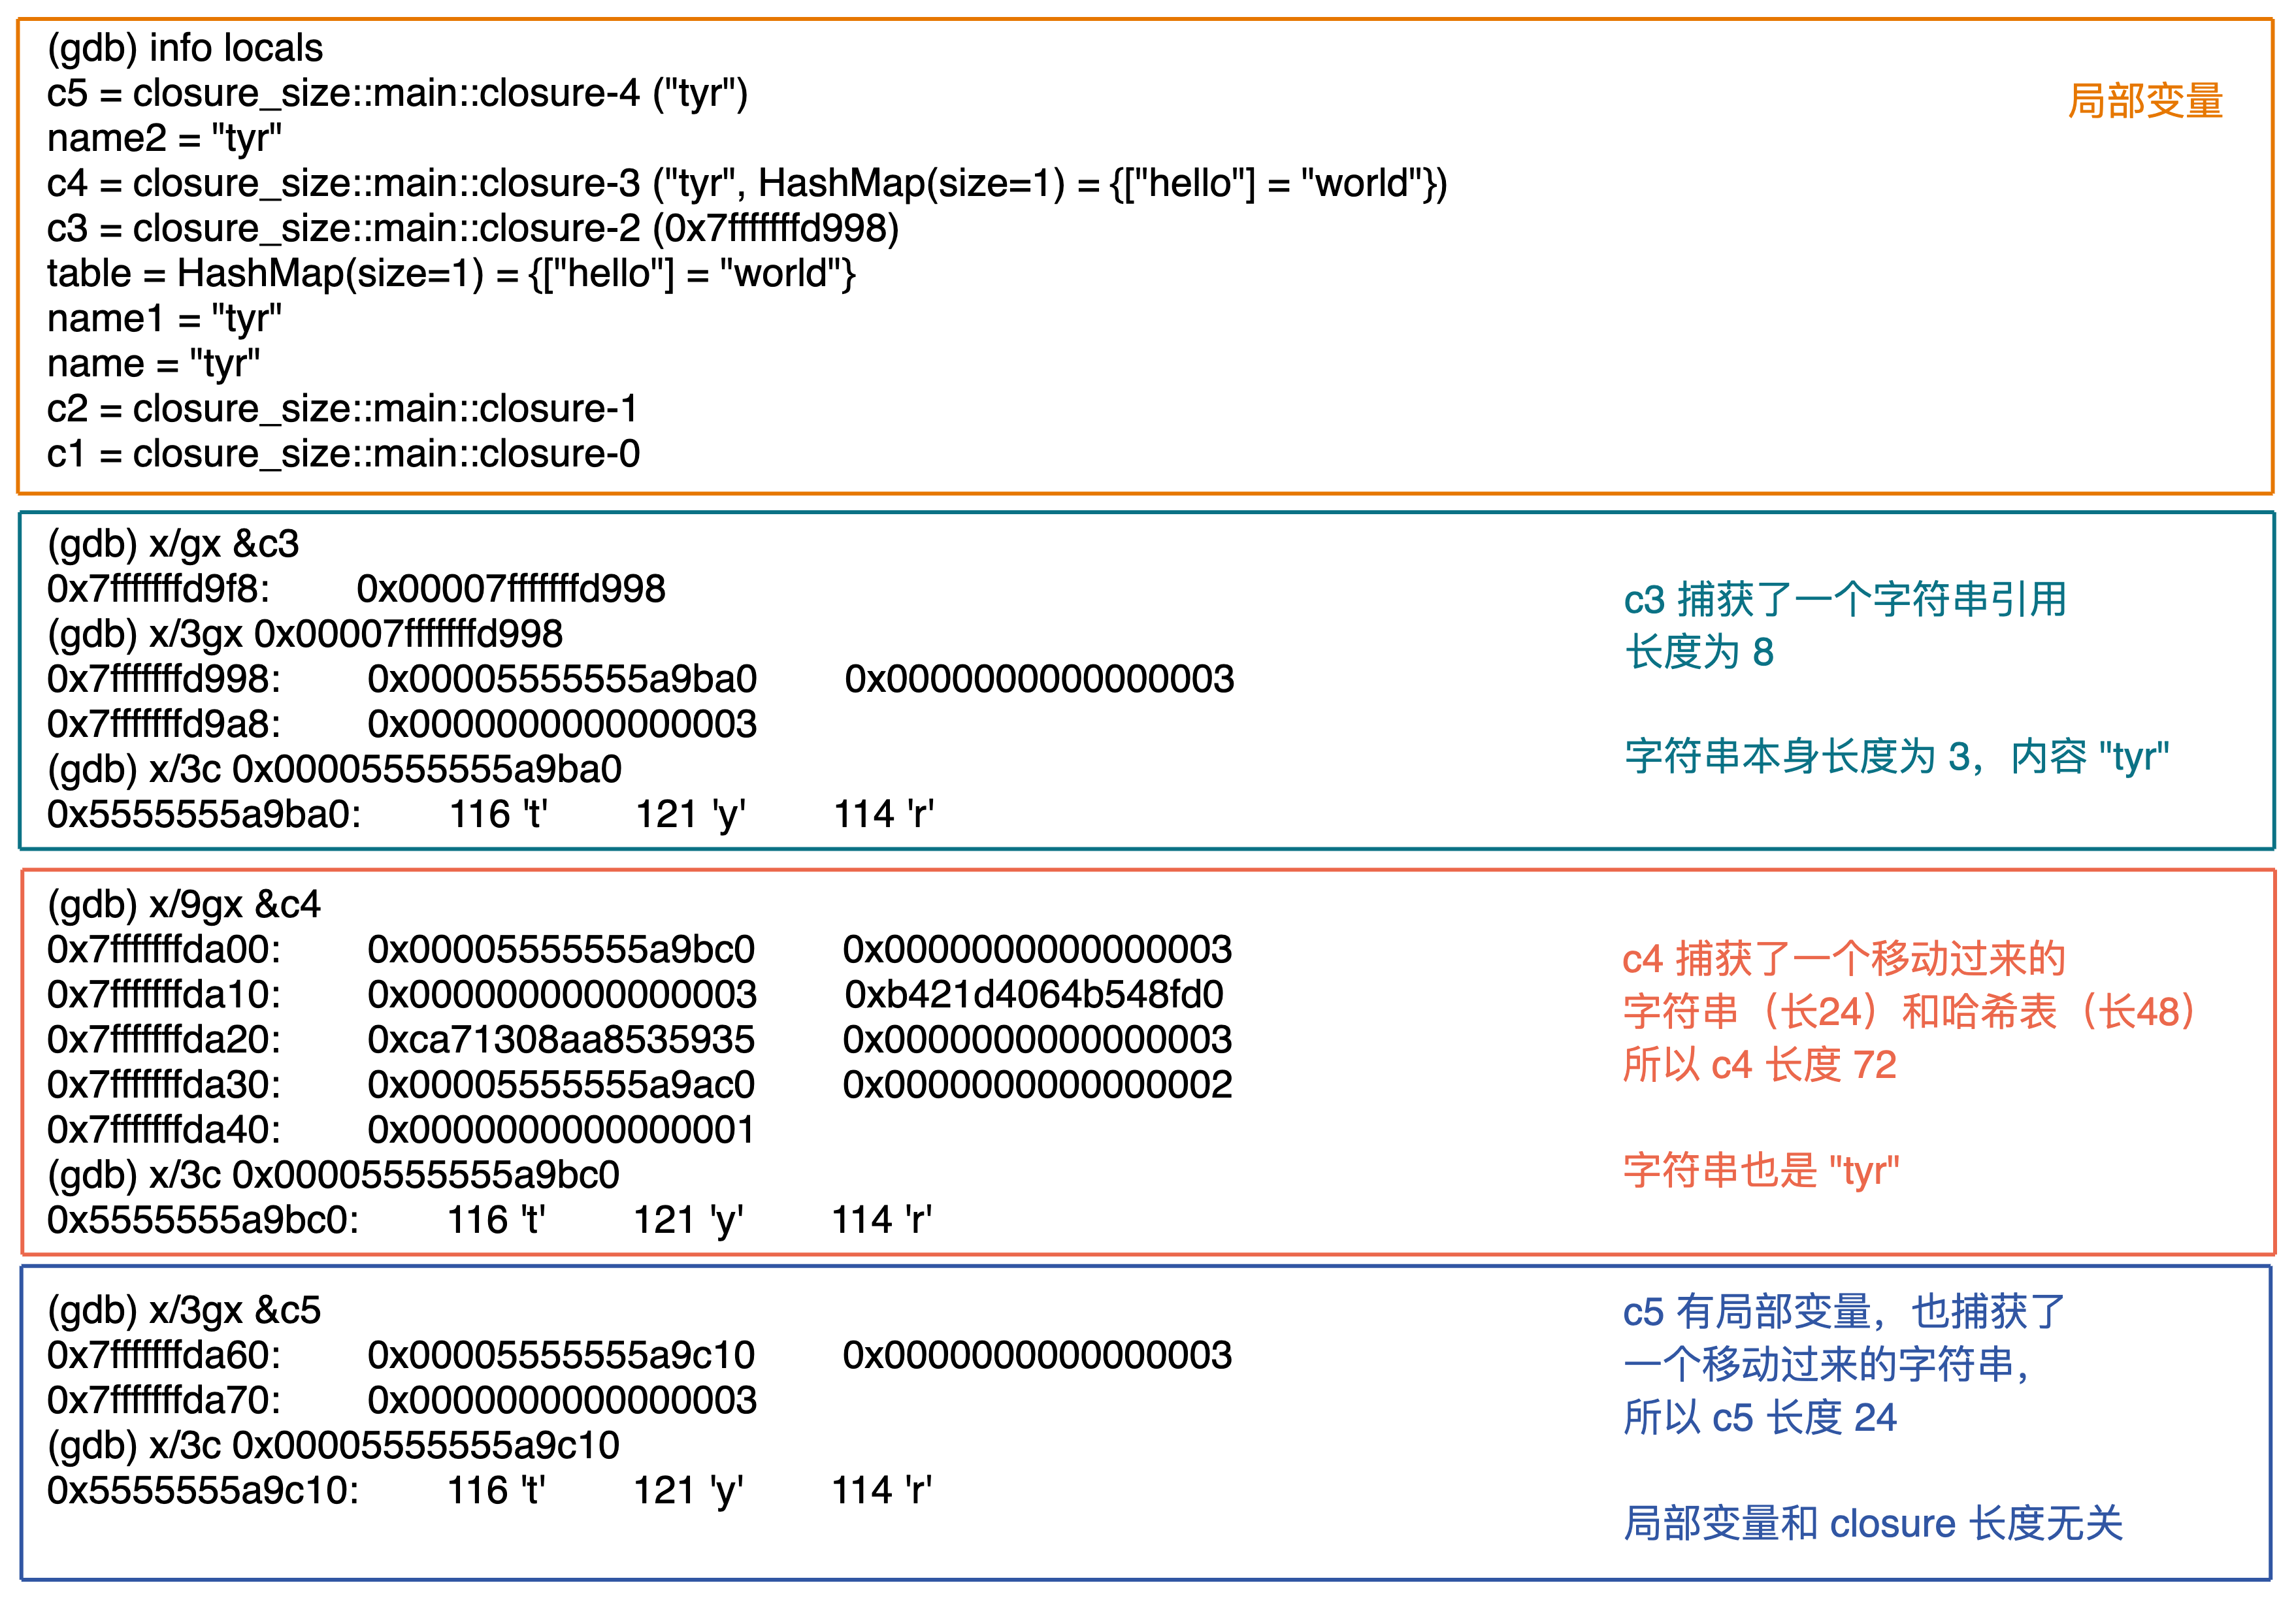 (gdb) info locals
c5 = closure_size::main::closure-4 ("tyr")
name2 = "tyr"
c4 = closure_size::main::closure-3 ("tyr", HashMap(size=1) = {["hello"] = "world"})
c3 = closure_size::main::closure-2 (0x7fffffffd998)
table = HashMap(size=1) = {["hello"] = "world"}
name1 = "tyr"
name = "tyr"
c2 = closure_size::main::closure-1
c1 = closure_size::main::closure-0
局部变量
(gdb) x/gx &c3
0x7fffffffd9f8: 0x00007fffffffd998
(gdb) x/3gx 0x00007fffffffd998
0x7fffffffd998: 0x00005555555a9ba0 0x0000000000000003
0x7fffffffd9a8: 0x0000000000000003
(gdb) x/3c 0x00005555555a9ba0
0x5555555a9ba0: 116 't' 121 'y' 114 'r'
c3 捕获了一个字符串引用
长度为 8
字符串本身长度为 3，内容 "tyr"
(gdb) x/9gx &c4
0x7fffffffda00: 0x00005555555a9bc0 0x0000000000000003
0x7fffffffda10: 0x0000000000000003 0xb421d4064b548fd0
0x7fffffffda20: 0xca71308aa8535935 0x0000000000000003
0x7fffffffda30: 0x00005555555a9ac0 0x0000000000000002
0x7fffffffda40: 0x0000000000000001
(gdb) x/3c 0x00005555555a9bc0
0x5555555a9bc0: 116 't' 121 'y' 114 'r'
c4 捕获了一个移动过来的
字符串（长24）和哈希表（长48）
所以 c4 长度 72
字符串也是 "tyr"
(gdb) x/3gx &c5
0x7fffffffda60: 0x00005555555a9c10 0x0000000000000003
0x7fffffffda70: 0x0000000000000003
(gdb) x/3c 0x00005555555a9c10
0x5555555a9c10: 116 't' 121 'y' 114 'r'
c5 有局部变量，也捕获了
一个移动过来的字符串，
所以 c5 长度 24
局部变量和 closure 长度无关